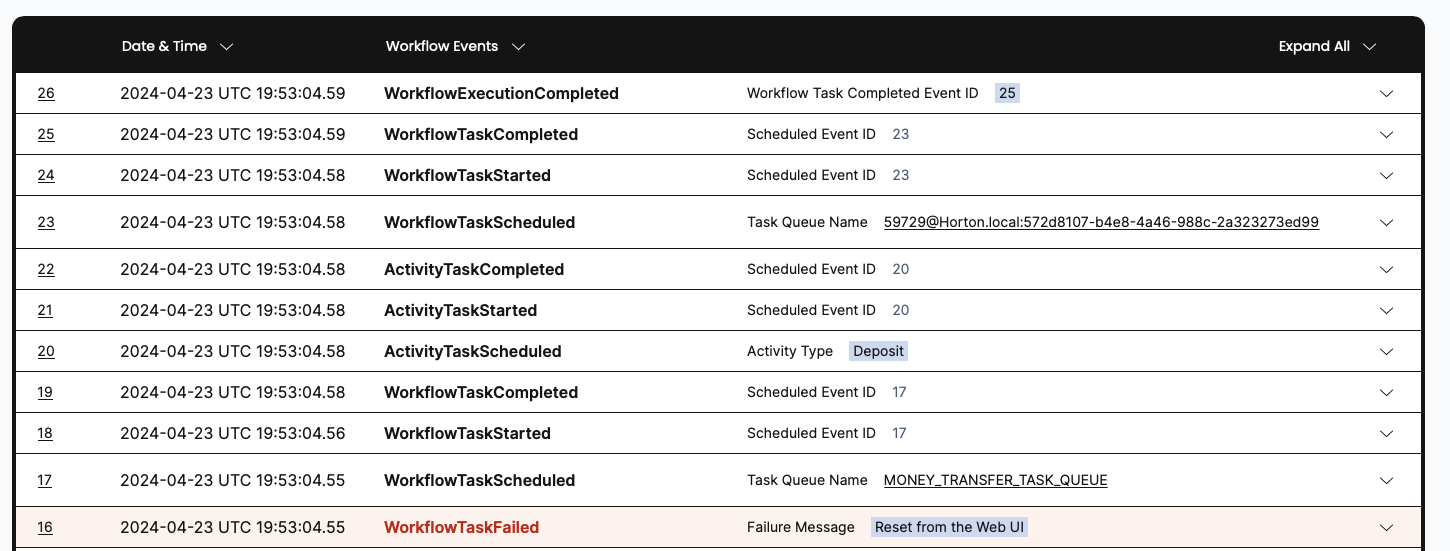 Date & Time Workflow Events Expand All
26 2024-04-23 UTC 19:53:04.59 WorkflowExecutionCompleted Workflow Task Completed Event ID 25
25 2024-04-23 UTC 19:53:04.59 WorkflowTaskCompleted Scheduled Event ID 23
24 2024-04-23 UTC 19:53:04.58 WorkflowTaskStarted Scheduled Event ID 23
23 2024-04-23 UTC 19:53:04.58 WorkflowTaskScheduled Task Queue Name 59729@Horton.local:572d8107-b4e8-4a46-988c-2a323273ed99
22 2024-04-23 UTC 19:53:04.58 ActivityTaskCompleted Scheduled Event ID 20
21 2024-04-23 UTC 19:53:04.58 ActivityTaskStarted Scheduled Event ID 20
20 2024-04-23 UTC 19:53:04.58 ActivityTaskScheduled Activity Type Deposit
19 2024-04-23 UTC 19:53:04.58 WorkflowTaskCompleted Scheduled Event ID 17
18 2024-04-23 UTC 19:53:04.56 WorkflowTaskStarted Scheduled Event ID 17
17 2024-04-23 UTC 19:53:04.55 WorkflowTaskScheduled Task Queue Name MONEY_TRANSFER_TASK_QUEUE
16 2024-04-23 UTC 19:53:04.55 WorkflowTaskFailed Failure Message Reset from the Web UI